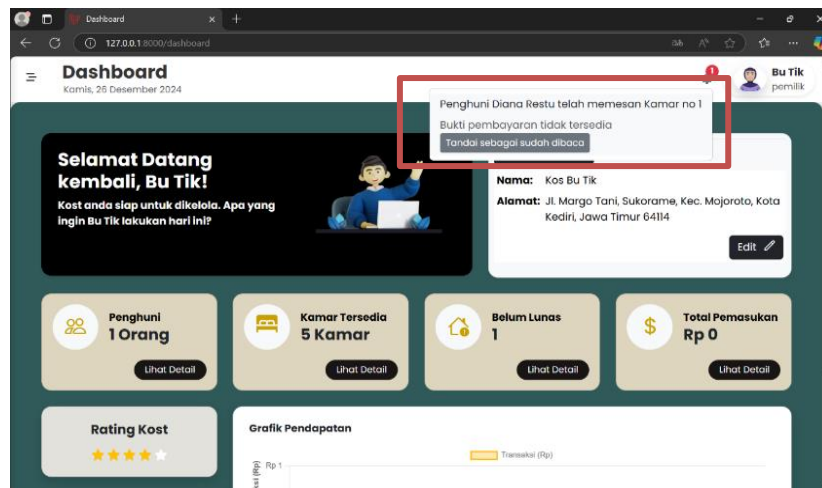 Dashboard
127.0.0.1:8000/dashboard
Dashboard
Kamis, 26 Desember 2024
1
Bu Tik
pemilik
Penghuni Diana Restu telah memesan Kamar no 1
Bukti pembayaran tidak tersedia
Tandai sebagai sudah dibaca
Selamat Datang
kembali, Bu Tik!
Kost anda siap untuk dikelola. Apa yang
ingin Bu Tik lakukan hari ini?
Nama: Kos Bu Tik
Alamat: Jl. Margo Tani, Sukorame, Kec. Mojoroto, Kota
Kediri, Jawa Timur 64114
Edit
Penghuni
1 Orang
Lihat Detail
Kamar Tersedia
5 Kamar
Lihat Detail
Belum Lunas
1
Lihat Detail
Total Pemasukan
Rp 0
Lihat Detail
Rating Kost
Grafik Pendapatan
Transaksi (Rp)
Rp 1